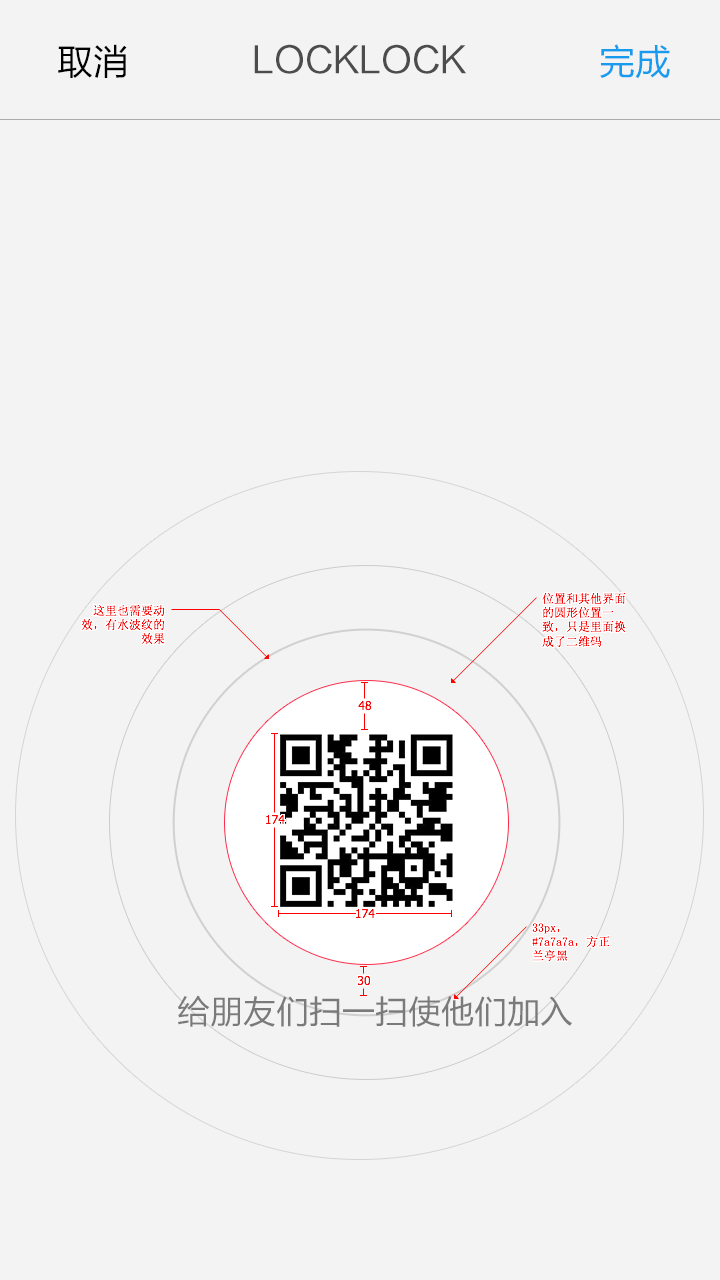 取消
LOCKLOCK
完成
这里也需要动
效，有水波纹的
效果
位置和其他界面
的圆形位置一
致，只是里面换
成了二维码
48
174
174
33px，
#7a7a7a，方正
兰亭黑
30
给朋友们扫一扫使他们加入